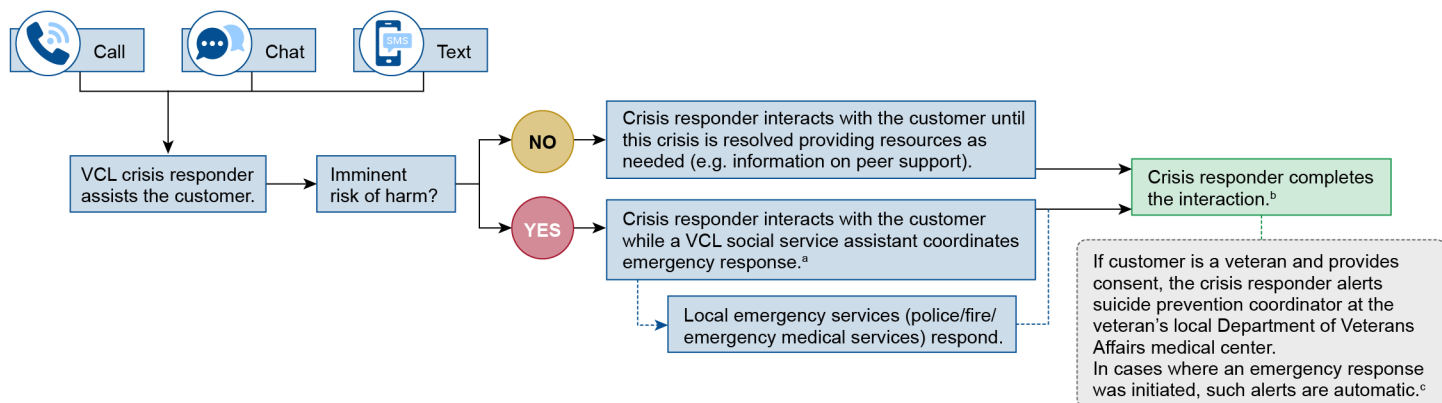 Call
Chat
SMS
Text
VCL crisis responder
assists the customer.
Imminent
risk of harm?
NO
Crisis responder interacts with the customer until
this crisis is resolved providing resources as
needed (e.g. information on peer support).
YES
Crisis responder interacts with the customer
while a VCL social service assistant coordinates
emergency response.ᵃ
Local emergency services (police/fire/
emergency medical services) respond.
Crisis responder completes
the interaction.ᵇ
If customer is a veteran and provides
consent, the crisis responder alerts
suicide prevention coordinator at the
veteran’s local Department of Veterans
Affairs medical center.
In cases where an emergency response
was initiated, such alerts are automatic.ᶜ